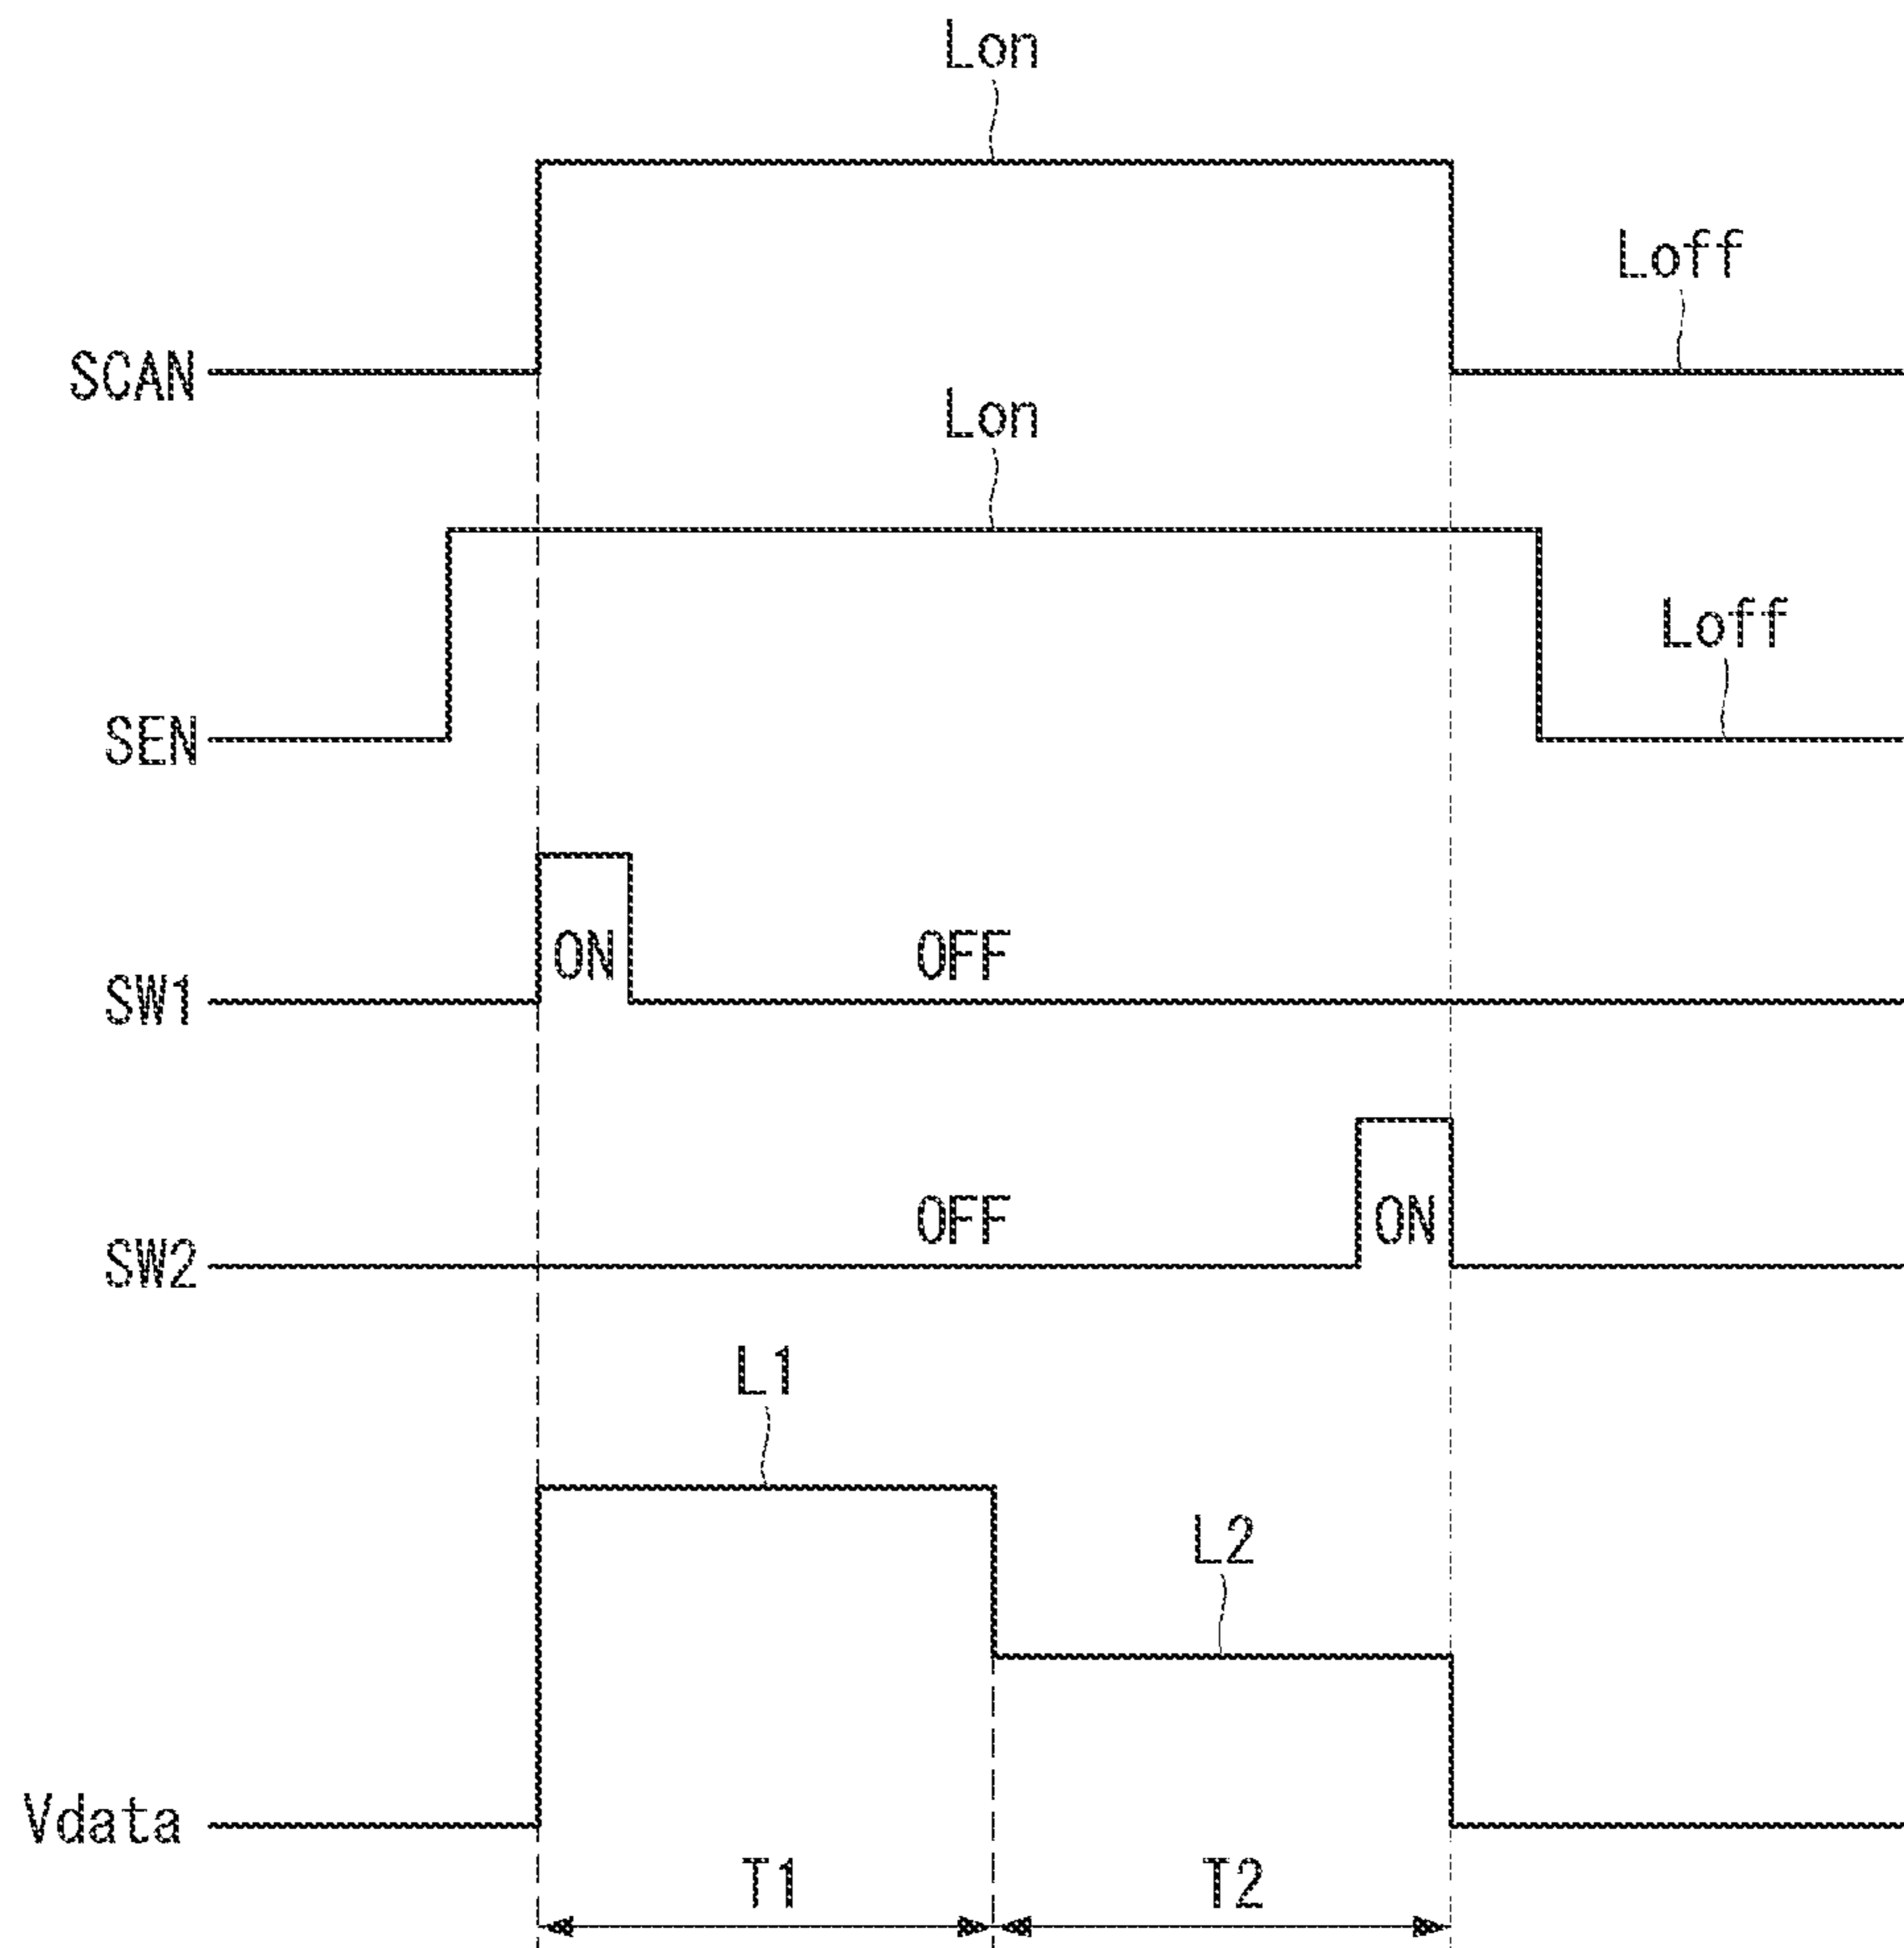 Lon
Loff
SCAN
Lon
Loff
SEN
ON OFF
SW1
OFF ON
SW2
L1
L2
Vdata
T1 T2